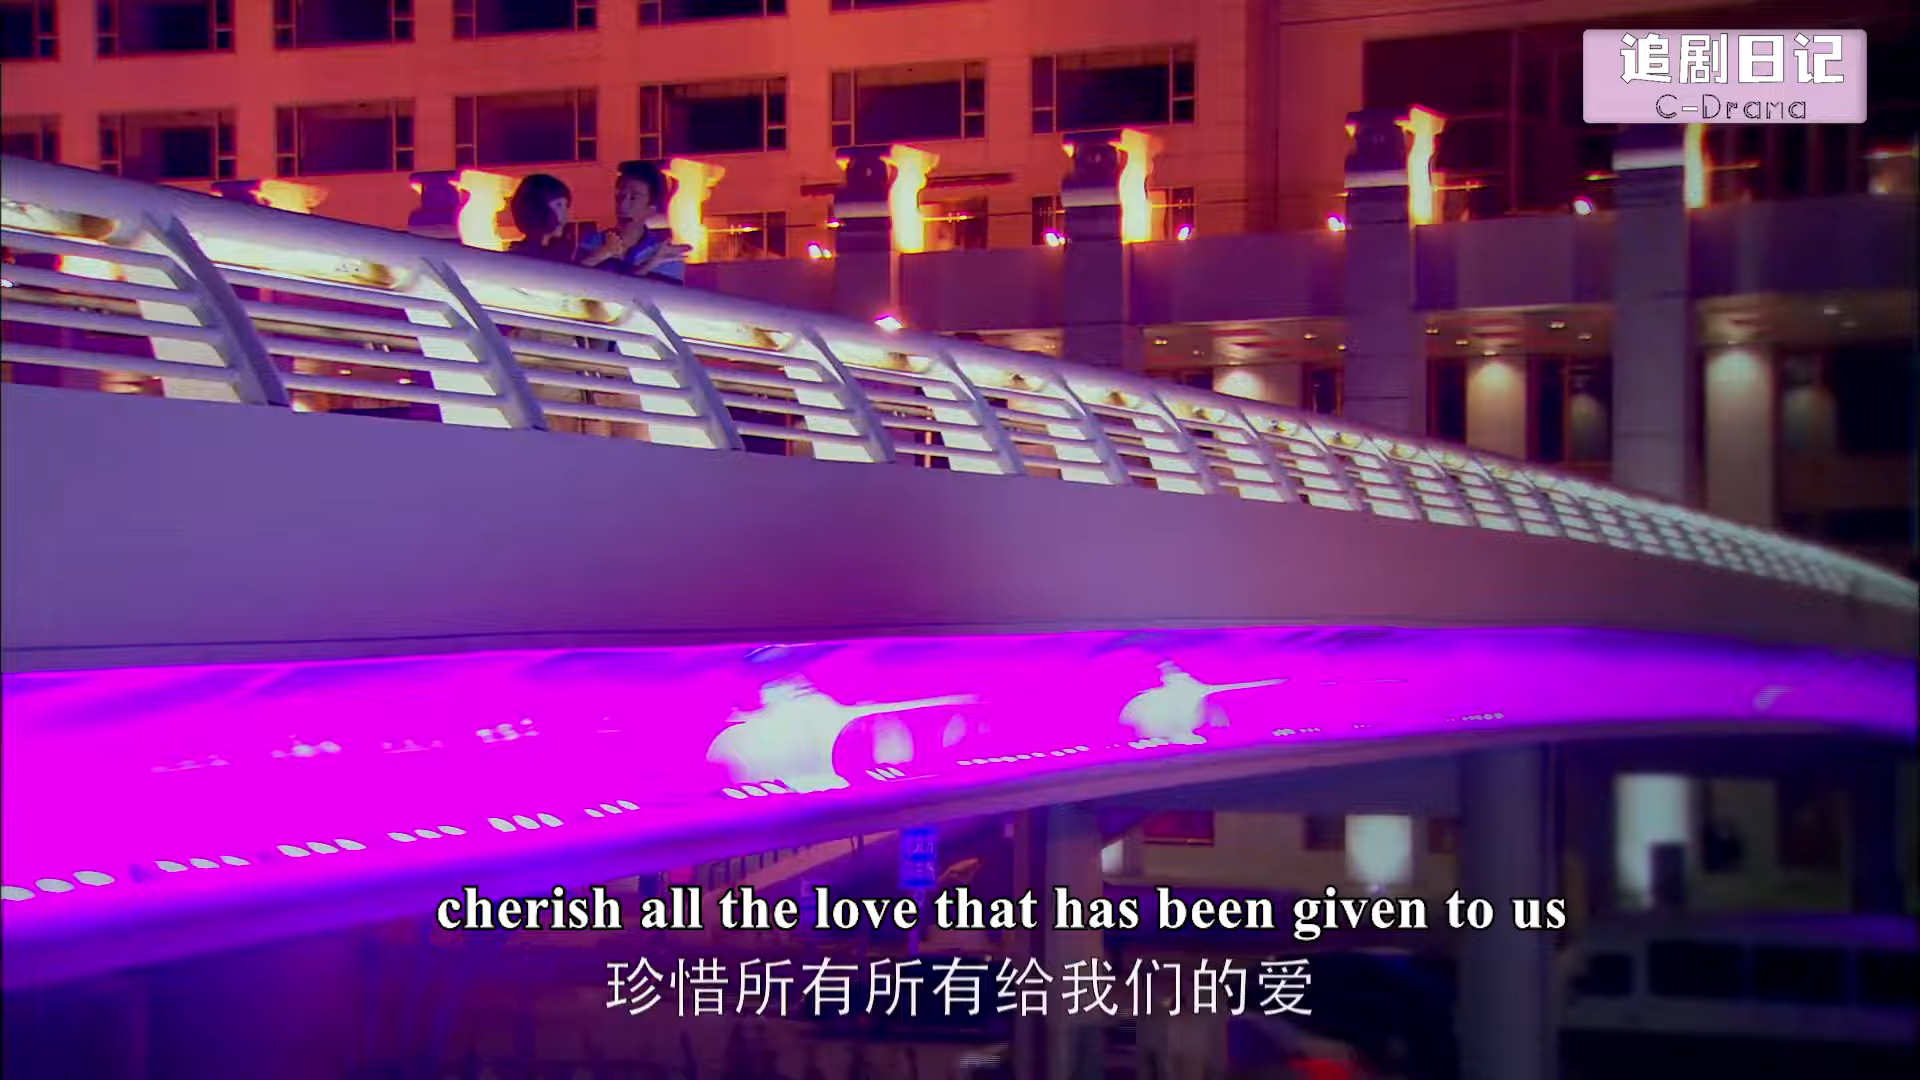 追剧日记
C-Drama
cherish all the love that has been given to us
珍惜所有所有给我们的爱